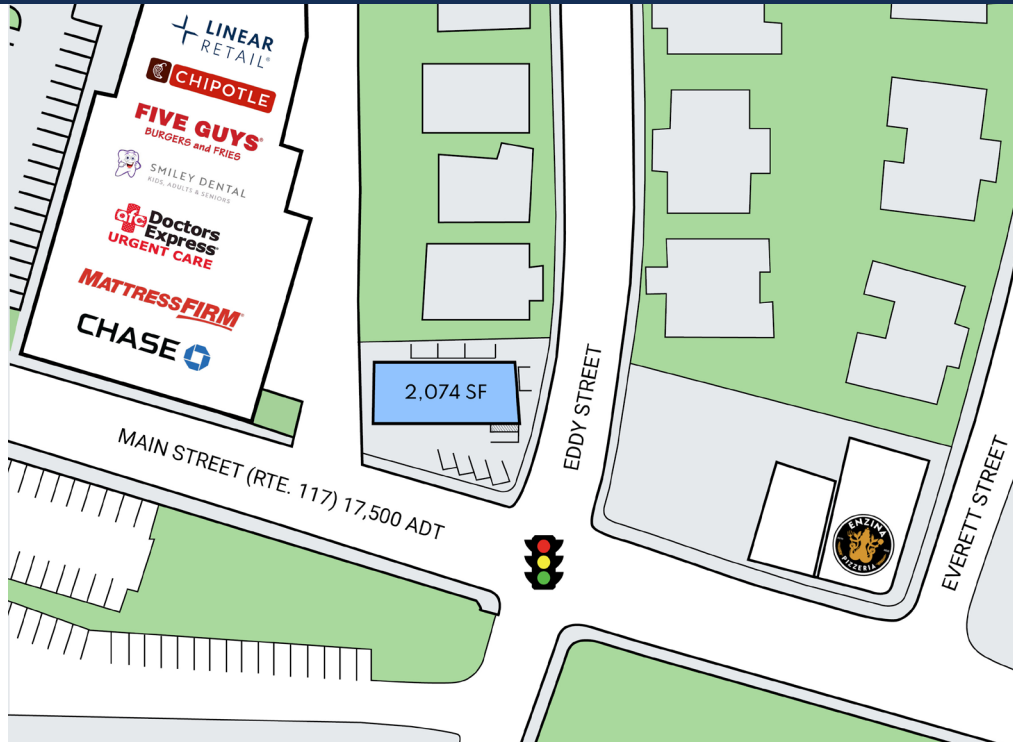 LINEAR
RETAIL®
CHIPOTLE
FIVE GUYS®
BURGERS and FRIES
SMILEY DENTAL
KIDS, ADULTS & SENIORS
afc Doctors
Express
URGENT CARE
MATTRESSFIRM
CHASE
2,074 SF
EDDY STREET
MAIN STREET (RTE. 117) 17,500 ADT
ENZINA
PIZZERIA
EVERETT STREET